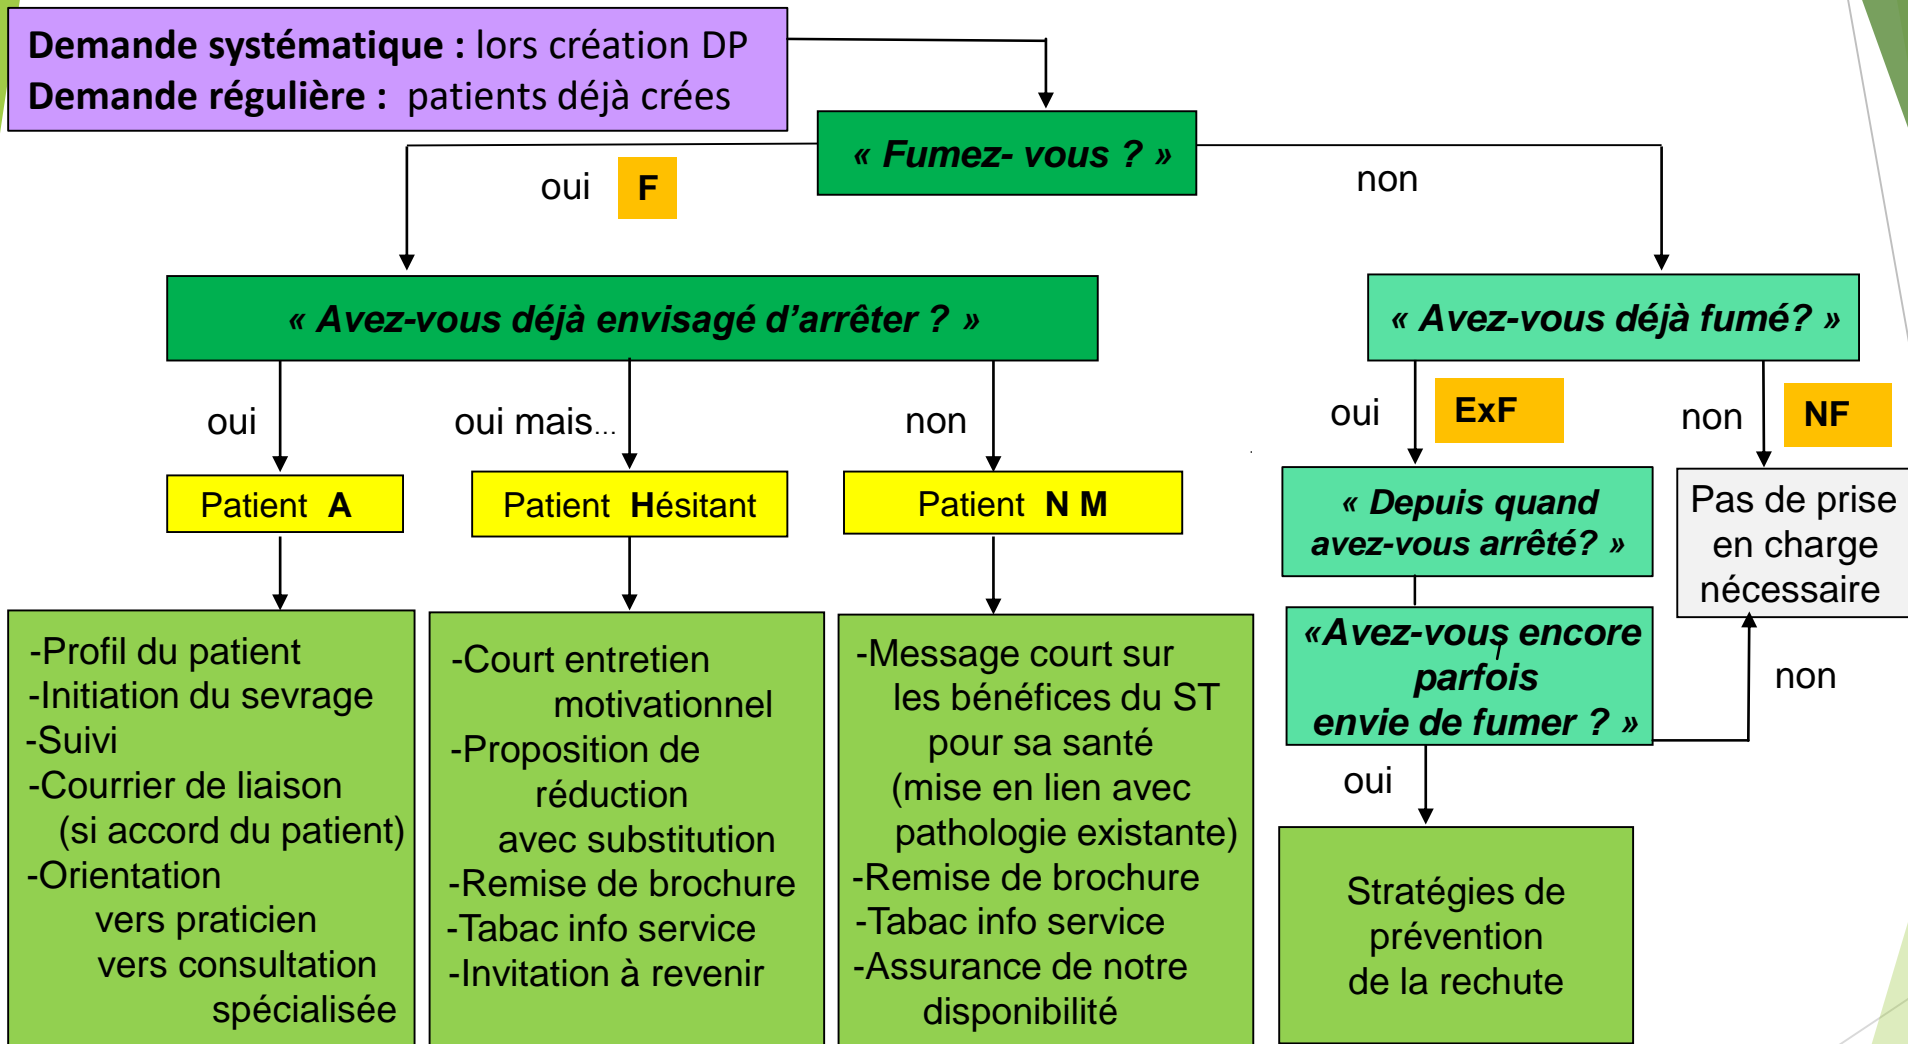 Demande systématique : lors création DP
Demande régulière : patients déjà crées
« Fumez- vous ? »
oui
F
non
« Avez-vous déjà envisagé d'arrêter ? »
« Avez-vous déjà fumé? »
oui
oui mais...
non
oui
ExF
non
NF
Patient A
Patient Hésitant
Patient N M
« Depuis quand
avez-vous arrêté? »
Pas de prise
en charge
nécessaire
-Profil du patient
-Initiation du sevrage
-Suivi
-Courrier de liaison
(si accord du patient)
-Orientation
vers praticien
vers consultation
spécialisée
-Court entretien
motivationnel
-Proposition de
réduction
avec substitution
-Remise de brochure
-Tabac info service
-Invitation à revenir
-Message court sur
les bénéfices du ST
pour sa santé
(mise en lien avec
pathologie existante)
-Remise de brochure
-Tabac info service
-Assurance de notre
disponibilité
«Avez-vous encore
parfois
envie de fumer ? »
non
oui
Stratégies de
prévention
de la rechute